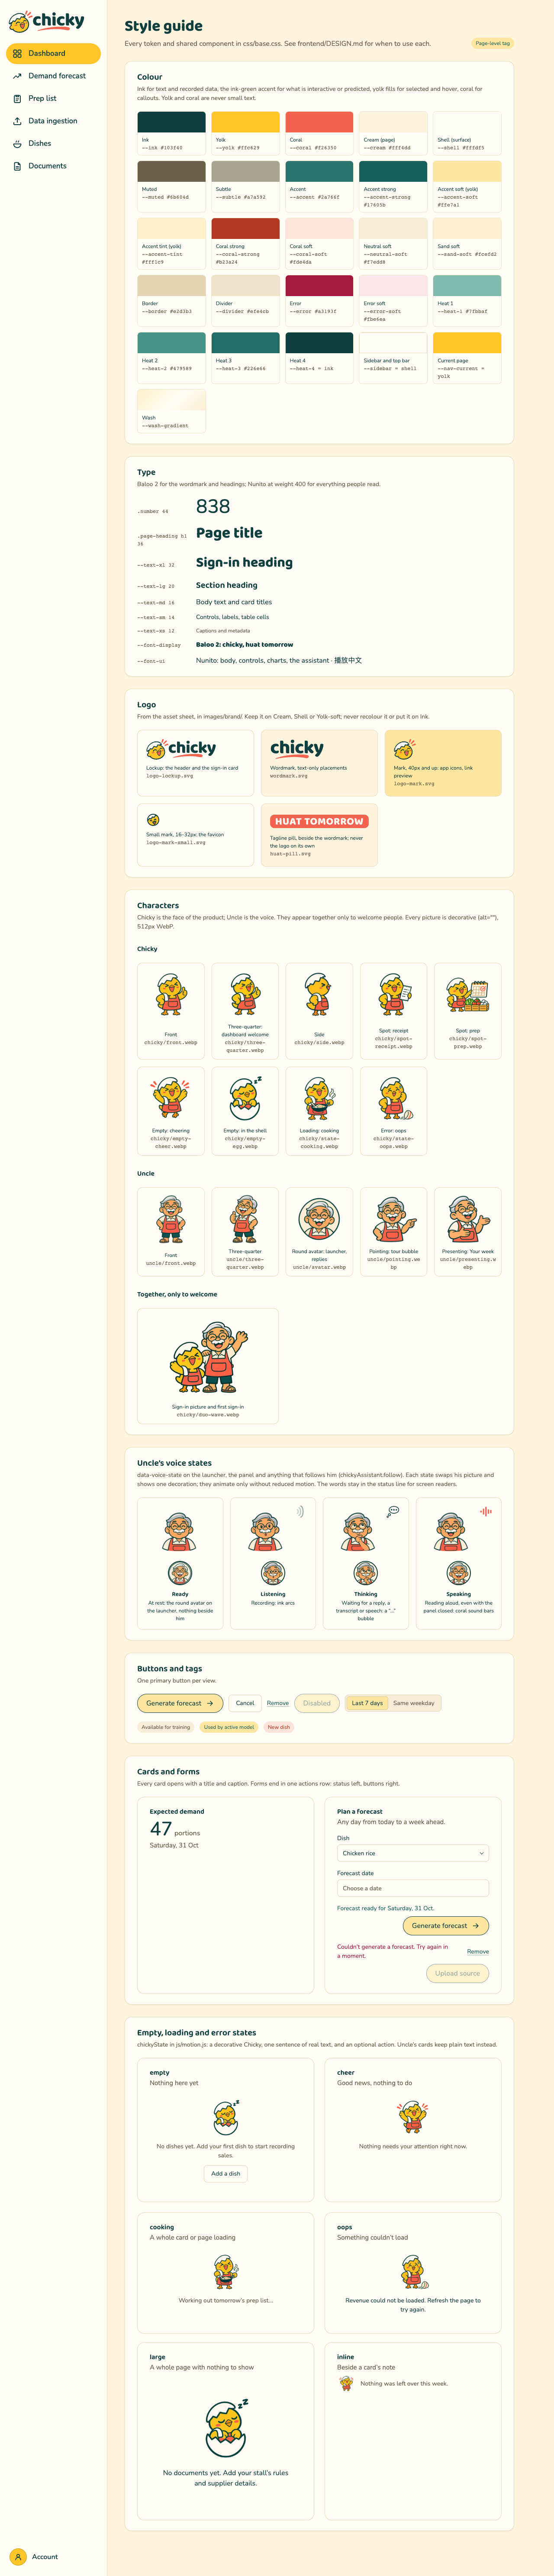 chicky
Dashboard
Demand forecast
Prep list
Data ingestion
Dishes
Documents
Style guide
Every token and shared component in css/base.css. See frontend/DESIGN.md for when to use each.
Page-level tag
Colour
Ink for text and recorded data, the ink-green accent for what is interactive or predicted, yolk fills for selected and hover, coral for
callouts. Yolk and coral are never small text.
Ink
--ink #103f40
Yolk
--yolk #ffc629
Coral
--coral #f26350
Cream (page)
--cream #fff6dd
Shell (surface)
--shell #fffdf5
Muted
--muted #6b604d
Subtle
--subtle #a7a592
Accent
--accent #2a766f
Accent strong
--accent-strong
#17605b
Accent soft (yolk)
--accent-soft
#ffe7a1
Accent tint (yolk)
--accent-tint
#fff1c9
Coral strong
--coral-strong
#b23a24
Coral soft
--coral-soft
#fde4da
Neutral soft
--neutral-soft
#f7edd8
Sand soft
--sand-soft #fcefd2
Border
--border #e2d3b3
Divider
--divider #efe4cb
Error
--error #a3193f
Error soft
--error-soft
#fbe6ea
Heat 1
--heat-1 #7fbbaf
Heat 2
--heat-2 #479589
Heat 3
--heat-3 #226e66
Heat 4
--heat-4 = ink
Sidebar and top bar
--sidebar = shell
Current page
--nav-current =
yolk
Wash
--wash-gradient
Type
Baloo 2 for the wordmark and headings; Nunito at weight 400 for everything people read.
.number 44
838
.page-heading h1
36
Page title
--text-xl 32
Sign-in heading
--text-lg 20
Section heading
--text-md 16
Body text and card titles
--text-sm 14
Controls, labels, table cells
--text-xs 12
Captions and metadata
--font-display
Baloo 2: chicky, huat tomorrow
--font-ui
Nunito: body, controls, charts, the assistant · 播放中文
Logo
From the asset sheet, in images/brand/. Keep it on Cream, Shell or Yolk-soft; never recolour it or put it on Ink.
chicky
Lockup: the header and the sign-in card
logo-lockup.svg
chicky
Wordmark, text-only placements
wordmark.svg
Mark, 40px and up: app icons, link
preview
logo-mark.svg
Small mark, 16–32px: the favicon
logo-mark-small.svg
HUAT TOMORROW
Tagline pill, beside the wordmark; never
the logo on its own
huat-pill.svg
Characters
Chicky is the face of the product; Uncle is the voice. They appear together only to welcome people. Every picture is decorative (alt=""),
512px WebP.
Chicky
Front
chicky/front.webp
Three-quarter:
dashboard welcome
chicky/three-
quarter.webp
Side
chicky/side.webp
Spot: receipt
chicky/spot-
receipt.webp
Spot: prep
chicky/spot-
prep.webp
Empty: cheering
chicky/empty-
cheer.webp
Empty: in the shell
chicky/empty-
egg.webp
Loading: cooking
chicky/state-
cooking.webp
Error: oops
chicky/state-
oops.webp
Uncle
Front
uncle/front.webp
Three-quarter
uncle/three-
quarter.webp
Round avatar: launcher,
replies
uncle/avatar.webp
Pointing: tour bubble
uncle/pointing.we
bp
Presenting: Your week
uncle/presenting.w
ebp
Together, only to welcome
Sign-in picture and first sign-in
chicky/duo-wave.webp
Uncle's voice states
data-voice-state on the launcher, the panel and anything that follows him (chickyAssistant.follow). Each state swaps his picture and
shows one decoration; they animate only without reduced motion. The words stay in the status line for screen readers.
Ready
At rest: the round avatar on
the launcher, nothing beside
him
Listening
Recording: ink arcs
Thinking
Waiting for a reply, a
transcript or speech: a "…"
bubble
Speaking
Reading aloud, even with the
panel closed: coral sound bars
Buttons and tags
One primary button per view.
Generate forecast
Cancel
Remove
Disabled
Last 7 days
Same weekday
Available for training
Used by active model
New dish
Cards and forms
Every card opens with a title and caption. Forms end in one actions row: status left, buttons right.
Expected demand
47 portions
Saturday, 31 Oct
Plan a forecast
Any day from today to a week ahead.
Dish
Chicken rice
Forecast date
Choose a date
Forecast ready for Saturday, 31 Oct.
Generate forecast
Couldn't generate a forecast. Try again in
a moment.
Remove
Upload source
Empty, loading and error states
chickyState in js/motion.js: a decorative Chicky, one sentence of real text, and an optional action. Uncle's cards keep plain text instead.
empty
Nothing here yet
No dishes yet. Add your first dish to start recording
sales.
Add a dish
cheer
Good news, nothing to do
Nothing needs your attention right now.
cooking
A whole card or page loading
Working out tomorrow's prep list…
oops
Something couldn't load
Revenue could not be loaded. Refresh the page to
try again.
large
A whole page with nothing to show
No documents yet. Add your stall's rules
and supplier details.
inline
Beside a card's note
Nothing was left over this week.
Account